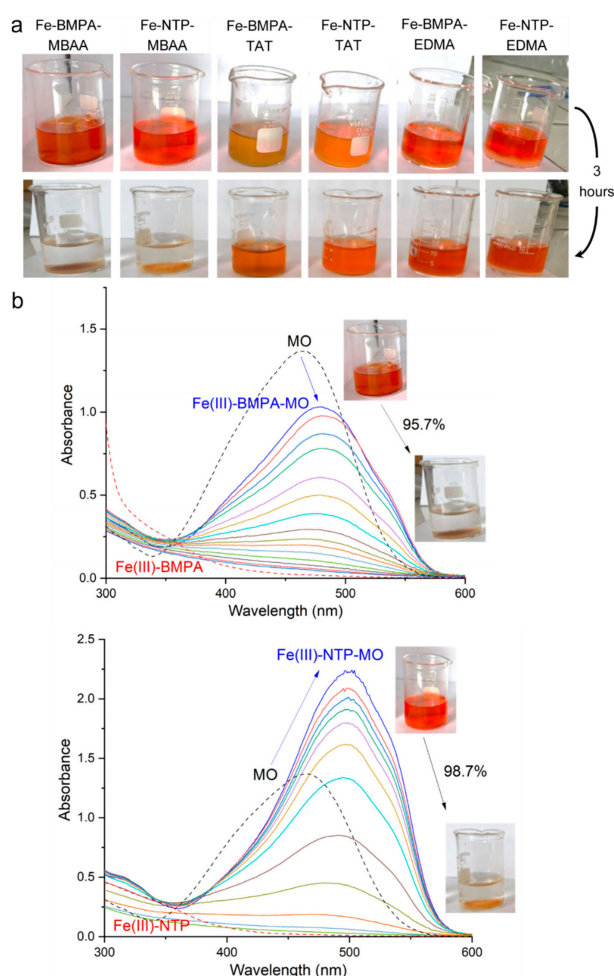 a
Fe-BMPA-
MBAA
Fe-NTP-
MBAA
Fe-BMPA-
TAT
Fe-NTP-
TAT
Fe-BMPA-
EDMA
Fe-NTP-
EDMA
3
hours
b
1.5
1.0
0.5
0.0
Absorbance
MO
Fe(III)-BMPA-MO
95.7%
Fe(III)-BMPA
300
400
500
600
Wavelength (nm)
2.5
2.0
1.5
1.0
0.5
0.0
Absorbance
Fe(III)-NTP-MO
MO
98.7%
Fe(III)-NTP
300
400
500
600
Wavelength (nm)